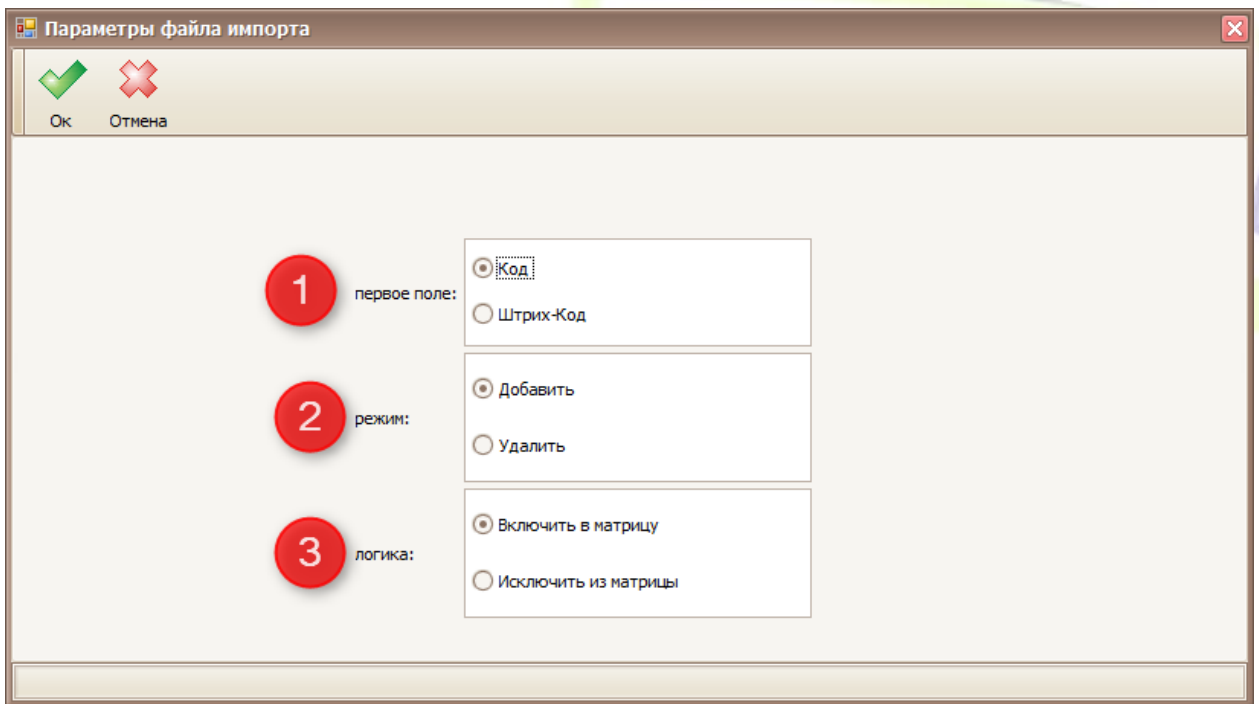 Параметры файла импорта
Ок Отмена
1 первое поле:
Код
Штрих-Код
2 режим:
Добавить
Удалить
3 логика:
Включить в матрицу
Исключить из матрицы